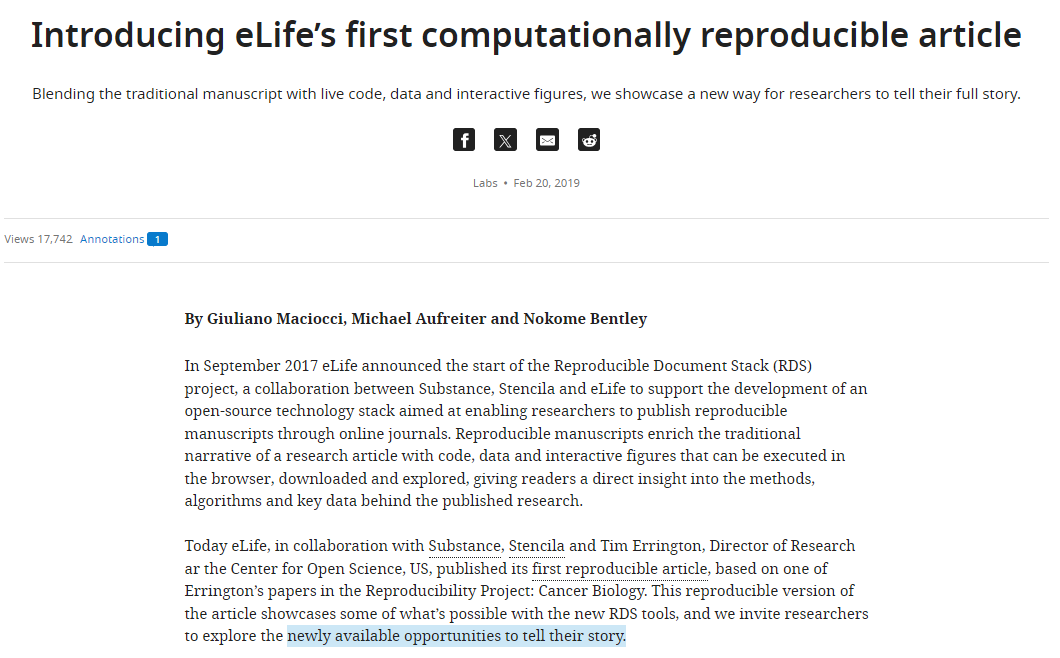 Introducing eLife’s first computationally reproducible article
Blending the traditional manuscript with live code, data and interactive figures, we showcase a new way for researchers to tell their full story.
Labs • Feb 20, 2019
Views 17,742 Annotations 1
By Giuliano Maciocci, Michael Aufreiter and Nokome Bentley
In September 2017 eLife announced the start of the Reproducible Document Stack (RDS)
project, a collaboration between Substance, Stencila and eLife to support the development of an
open-source technology stack aimed at enabling researchers to publish reproducible
manuscripts through online journals. Reproducible manuscripts enrich the traditional
narrative of a research article with code, data and interactive figures that can be executed in
the browser, downloaded and explored, giving readers a direct insight into the methods,
algorithms and key data behind the published research.
Today eLife, in collaboration with Substance, Stencila and Tim Errington, Director of Research
ar the Center for Open Science, US, published its first reproducible article, based on one of
Errington’s papers in the Reproducibility Project: Cancer Biology. This reproducible version of
the article showcases some of what’s possible with the new RDS tools, and we invite researchers
to explore the newly available opportunities to tell their story.